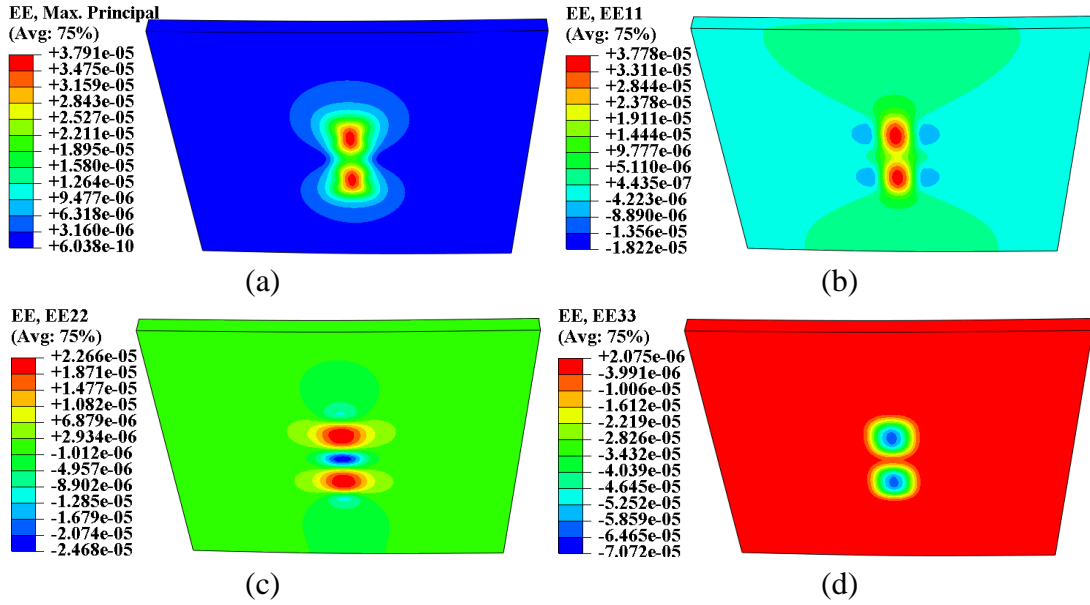 EE, Max. Principal
(Avg: 75%)
+3.791e-05
+3.475e-05
+3.159e-05
+2.843e-05
+2.527e-05
+2.211e-05
+1.895e-05
+1.580e-05
+1.264e-05
+9.477e-06
+6.318e-06
+3.160e-06
+6.038e-10
(a)
EE, EE11
(Avg: 75%)
+3.778e-05
+3.311e-05
+2.844e-05
+2.378e-05
+1.911e-05
+1.444e-05
+9.777e-06
+5.110e-06
+4.435e-07
-4.223e-06
-8.890e-06
-1.356e-05
-1.822e-05
(b)
EE, EE22
(Avg: 75%)
+2.266e-05
+1.871e-05
+1.477e-05
+1.082e-05
+6.879e-06
+2.934e-06
-1.012e-06
-4.957e-06
-8.902e-06
-1.285e-05
-1.679e-05
-2.074e-05
-2.468e-05
(c)
EE, EE33
(Avg: 75%)
+2.075e-06
-3.991e-06
-1.006e-05
-1.612e-05
-2.219e-05
-2.826e-05
-3.432e-05
-4.039e-05
-4.645e-05
-5.252e-05
-5.859e-05
-6.465e-05
-7.072e-05
(d)